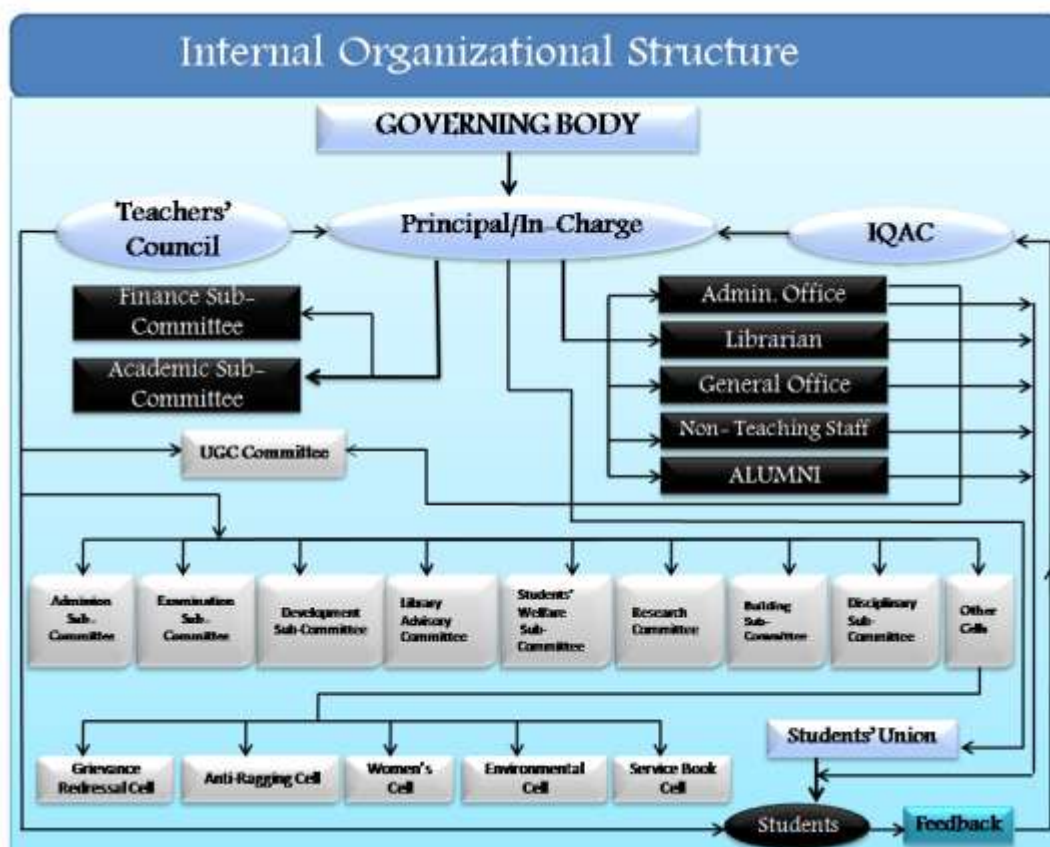 Internal Organizational Structure
GOVERNING BODY
Teachers'
Council
Principal/In-Charge
IQAC
Finance Sub-
Committee
Academic Sub-
Committee
Admin. Office
Librarian
General Office
Non- Teaching Staff
ALUMNI
UGC Committee
Admission
Sub-
Committee
Examination
Sub-
Committee
Development
Sub-Committee
Library
Advisory
Committee
Students'
Welfare
Sub-
Committee
Research
Committee
Building
Sub-
Committee
Disciplinary
Sub-
Committee
Other
Cells
Grievance
Redressal Cell
Anti-Ragging Cell
Women's
Cell
Environmental
Cell
Service Book
Cell
Students' Union
Students
Feedback